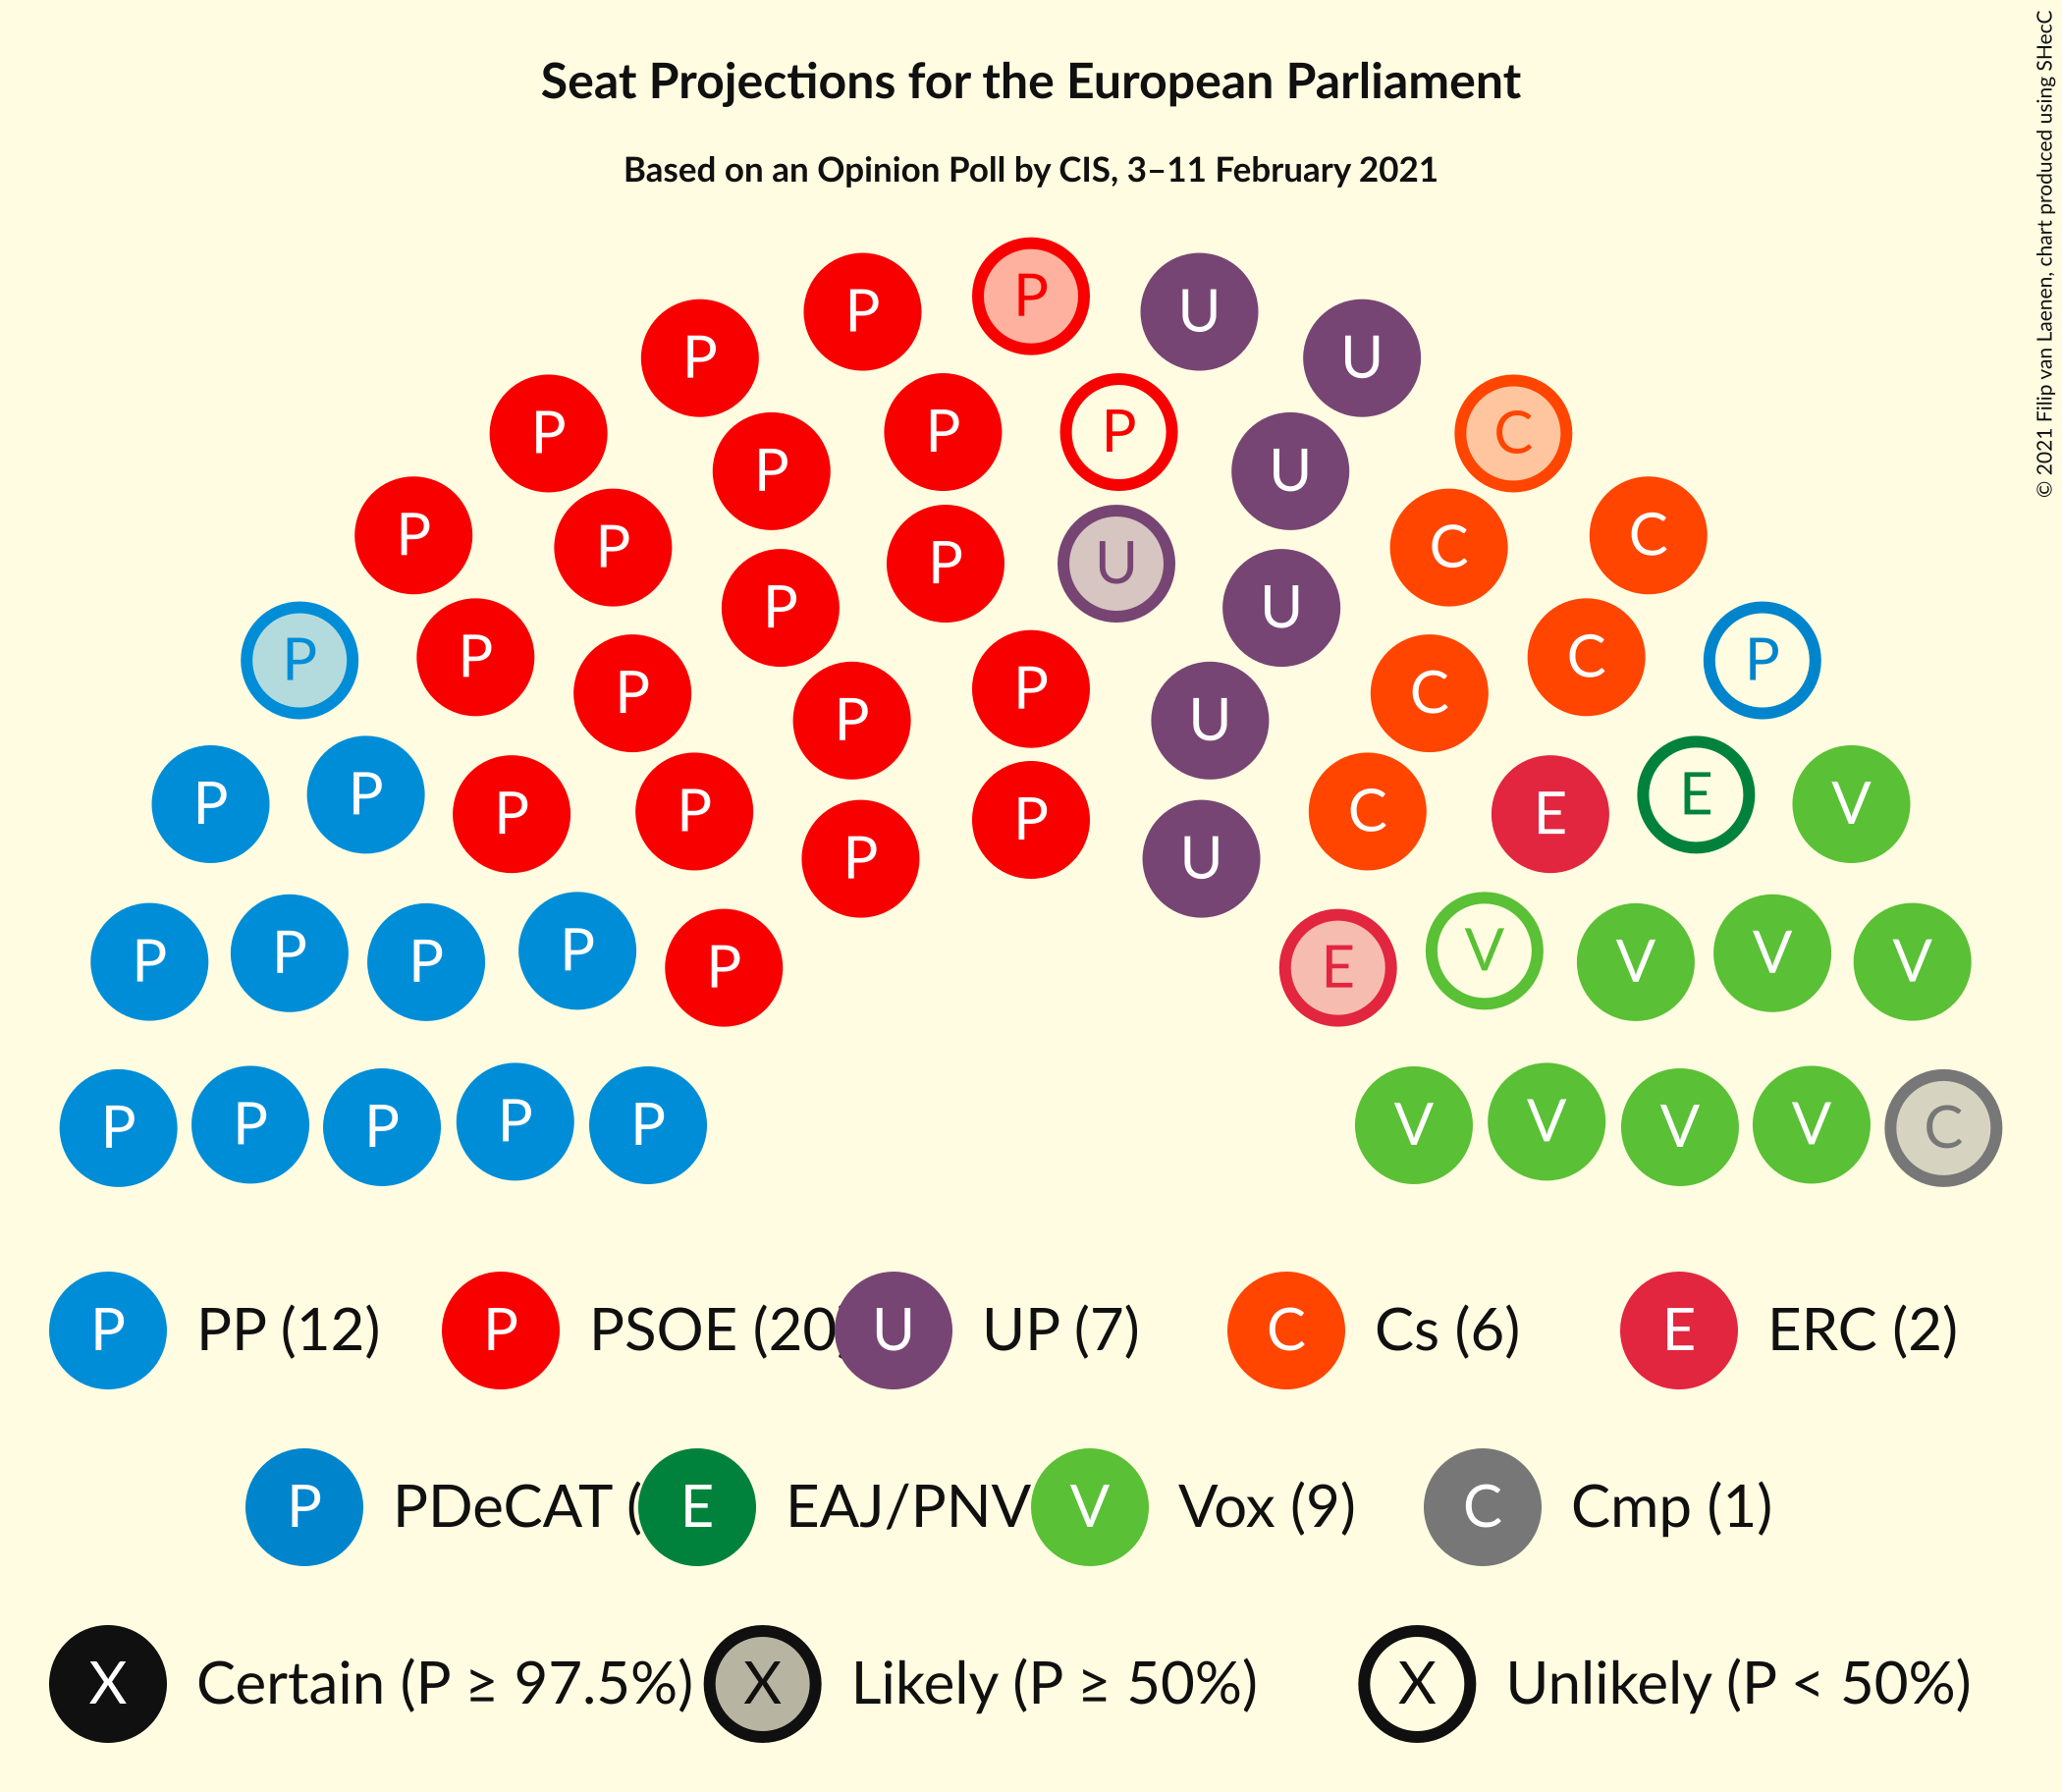 © 2021 Filip van Laenen, chart produced using SHecC
Seat Projections for the European Parliament
Based on an Opinion Poll by CIS, 3–11 February 2021
P
P U
P U
P P P C
P U
P P C C
P U
P U
P P C P
P P C
P U
P P P P P C E E V
P U
P P P P P E V V V V
P P P P P V V V V C
P PP (12) P PSOE (20 U UP (7) C Cs (6) E ERC (2)
P PDeCAT ( E EAJ/PNV V Vox (9) C Cmp (1)
X Certain (P ≥ 97.5%) X Likely (P ≥ 50%) X Unlikely (P < 50%)